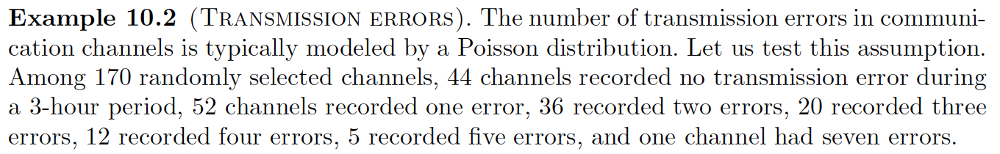 Example 10.2 (Transmission errors). The number of transmission errors in communi-
cation channels is typically modeled by a Poisson distribution. Let us test this assumption.
Among 170 randomly selected channels, 44 channels recorded no transmission error during
a 3-hour period, 52 channels recorded one error, 36 recorded two errors, 20 recorded three
errors, 12 recorded four errors, 5 recorded five errors, and one channel had seven errors.